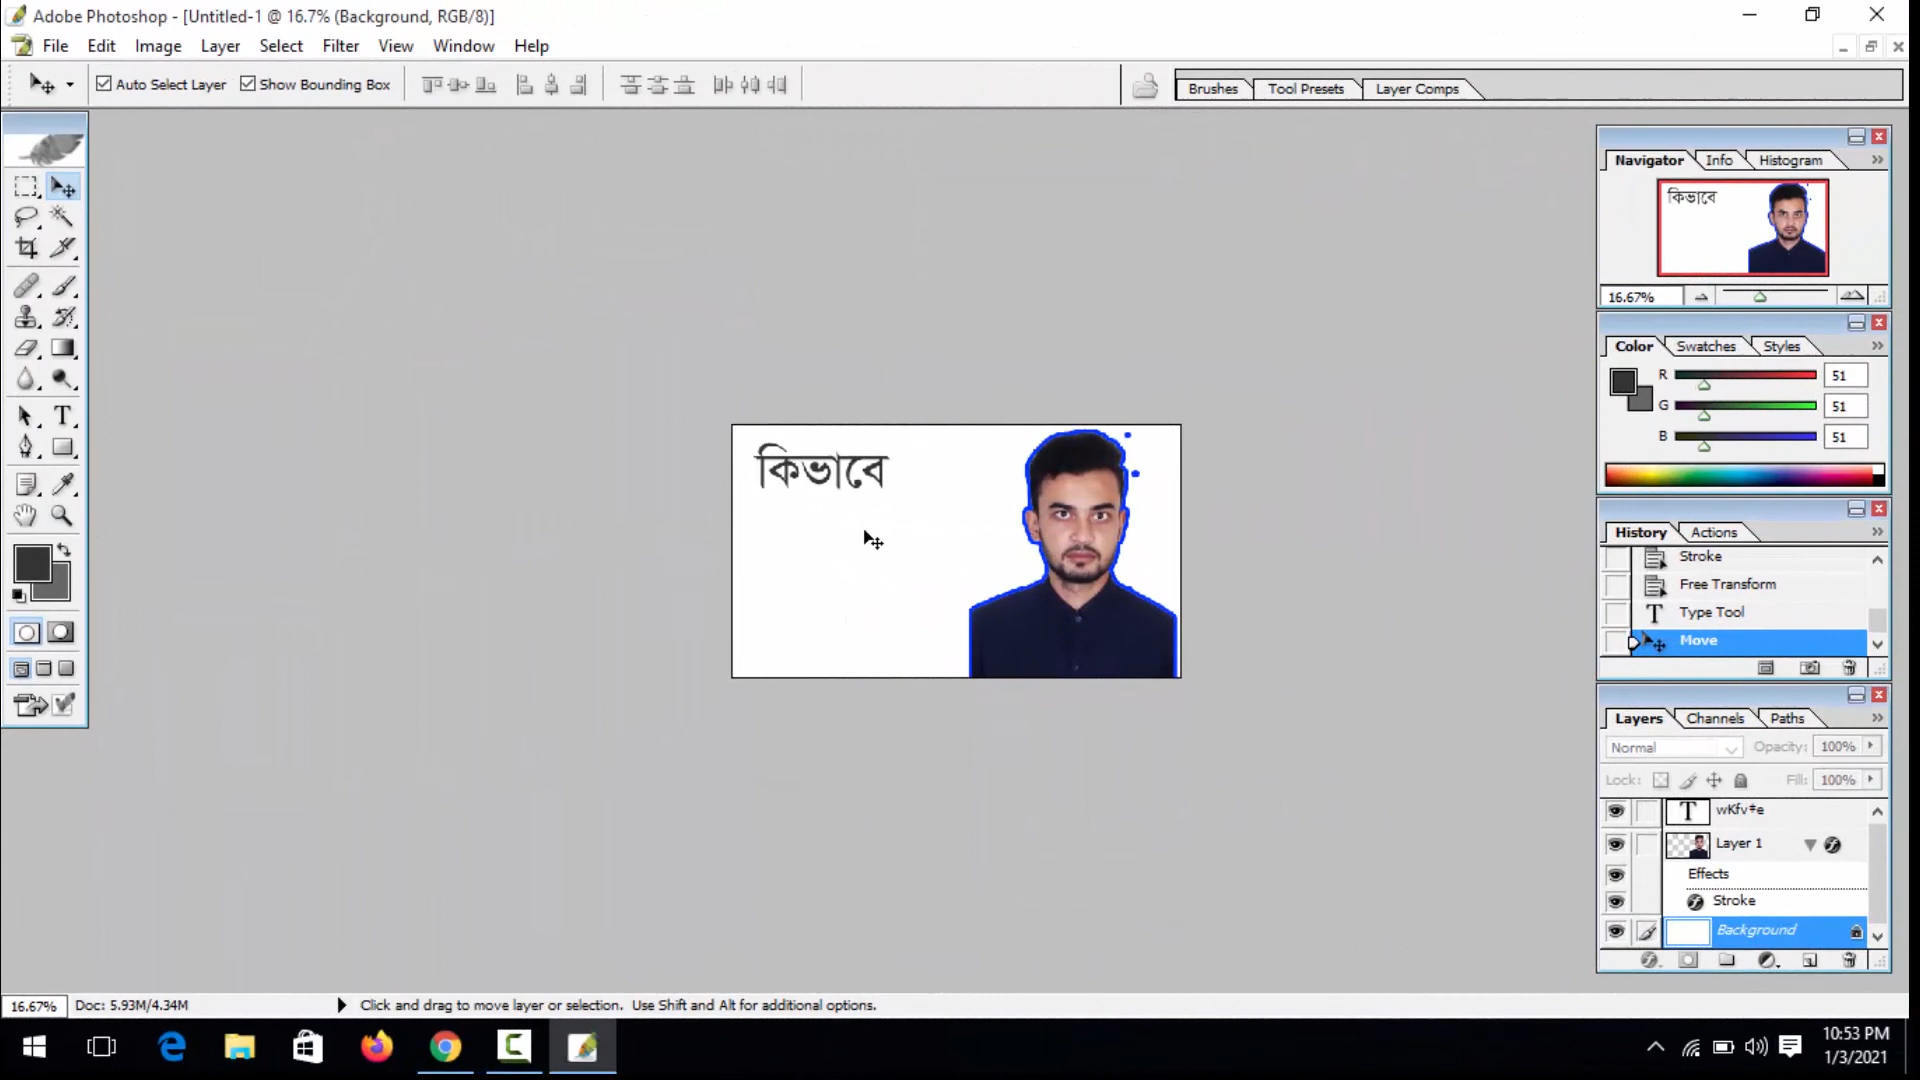 Adobe Photoshop - [Untitled-1 @ 16.7% (Background, RGB/8)]
File Edit Image Layer Select Filter View Window Help
Auto Select Layer Show Bounding Box Brushes Tool Presets Layer Comps
Navigator Info Histogram
কিভাবে
16.67%
Color Swatches Styles
R 51
G 51
B 51
কিভাবে
History Actions
Stroke
Free Transform
Type Tool
Move
Layers Channels Paths
Normal Opacity: 100%
Lock: Fill: 100%
wKfv‡e
Layer 1
Effects
Stroke
Background
16.67% Doc: 5.93M/4.34M Click and drag to move layer or selection. Use Shift and Alt for additional options.
10:53 PM
1/3/2021